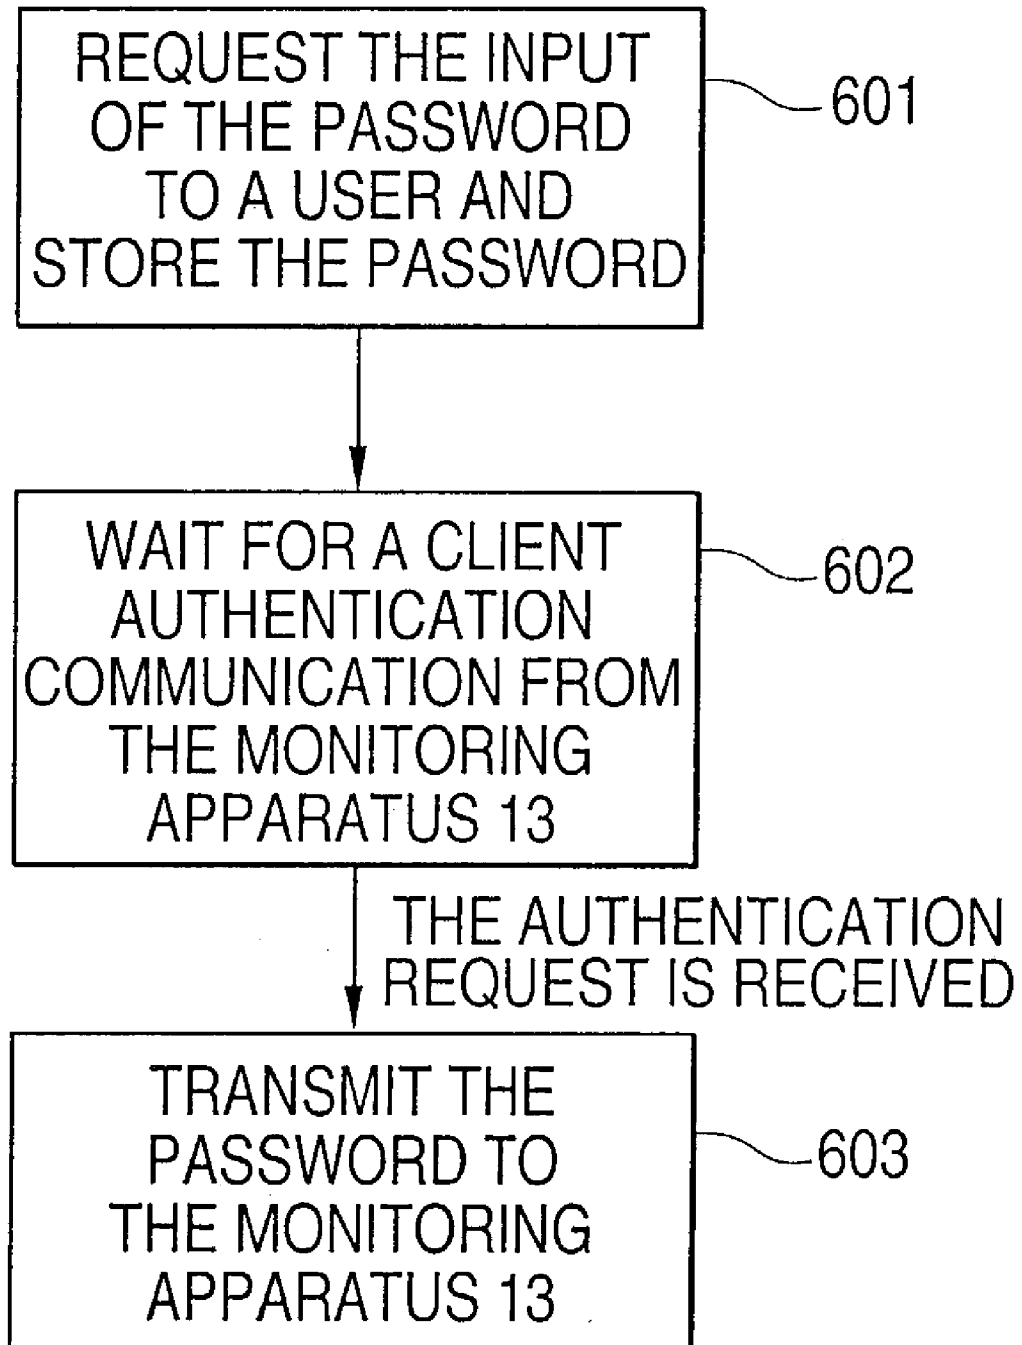 REQUEST THE INPUT
OF THE PASSWORD
TO A USER AND
STORE THE PASSWORD
601
WAIT FOR A CLIENT
AUTHENTICATION
COMMUNICATION FROM
THE MONITORING
APPARATUS 13
602
THE AUTHENTICATION
REQUEST IS RECEIVED
TRANSMIT THE
PASSWORD TO
THE MONITORING
APPARATUS 13
603